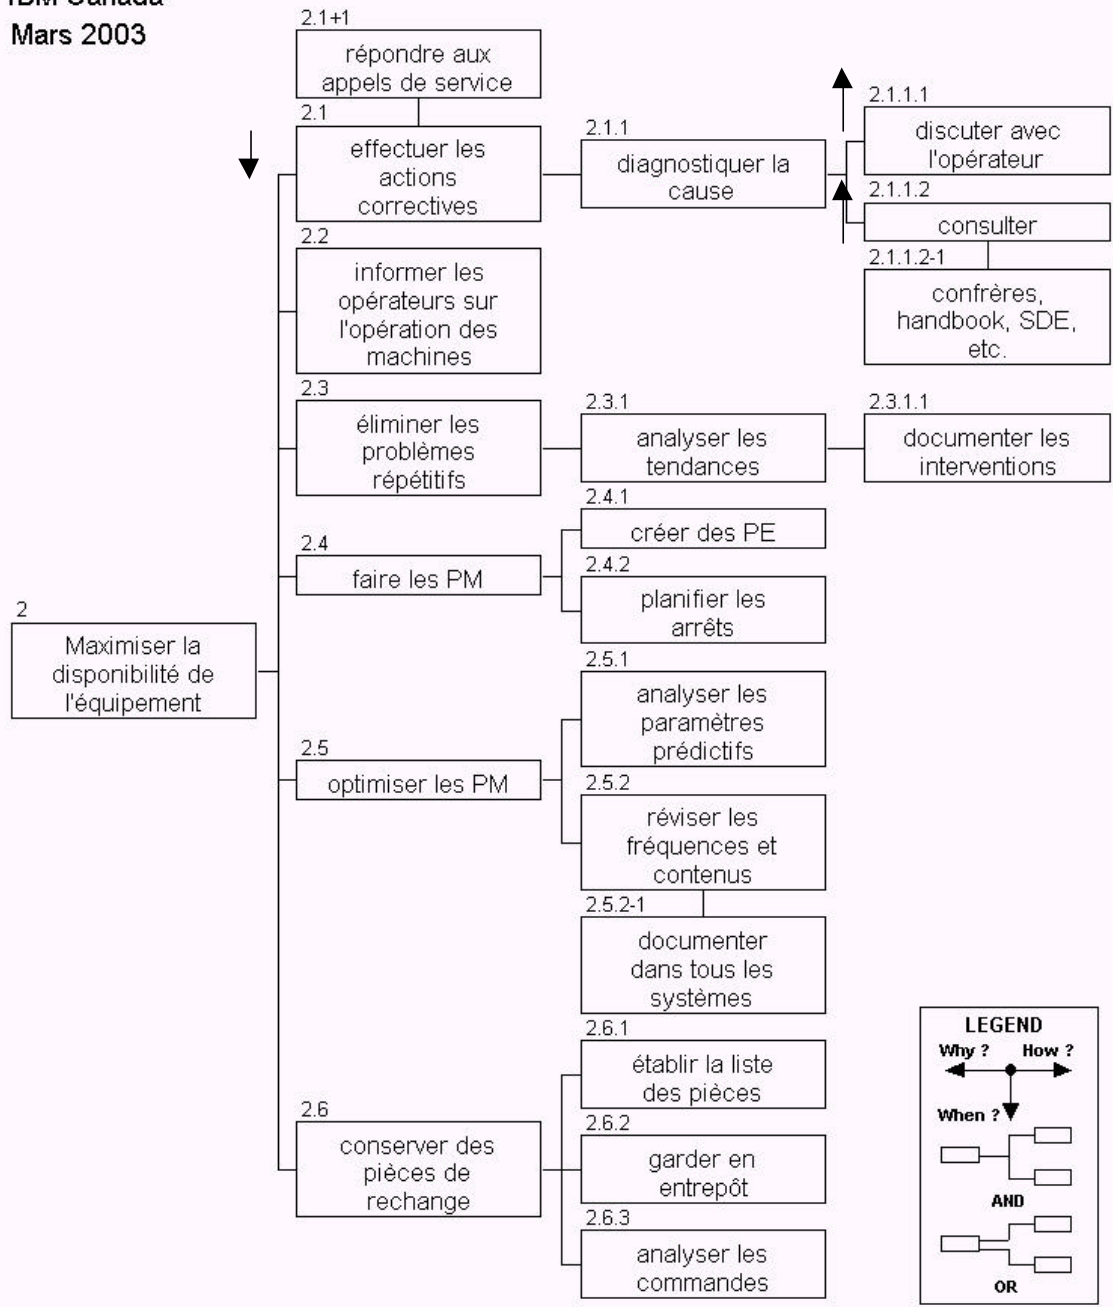 IBM Canada
Mars 2003
2.1+1
répondre aux
appels de service
2.1
effectuer les
actions
correctives
2.1.1
diagnostiquer la
cause
2.1.1.1
discuter avec
l'opérateur
2.1.1.2
consulter
2.1.1.2-1
confrères,
handbook, SDE,
etc.
2.2
informer les
opérateurs sur
l'opération des
machines
2.3
éliminer les
problèmes
répétitifs
2.3.1
analyser les
tendances
2.3.1.1
documenter les
interventions
2.4
faire les PM
2.4.1
créer des PE
2.4.2
planifier les
arrêts
2
Maximiser la
disponibilité de
l'équipement
2.5
optimiser les PM
2.5.1
analyser les
paramètres
prédictifs
2.5.2
réviser les
fréquences et
contenus
2.5.2-1
documenter
dans tous les
systèmes
2.6
conserver des
pièces de
rechange
2.6.1
établir la liste
des pièces
2.6.2
garder en
entrepôt
2.6.3
analyser les
commandes
LEGEND
Why ? How ?
When ?
AND
OR